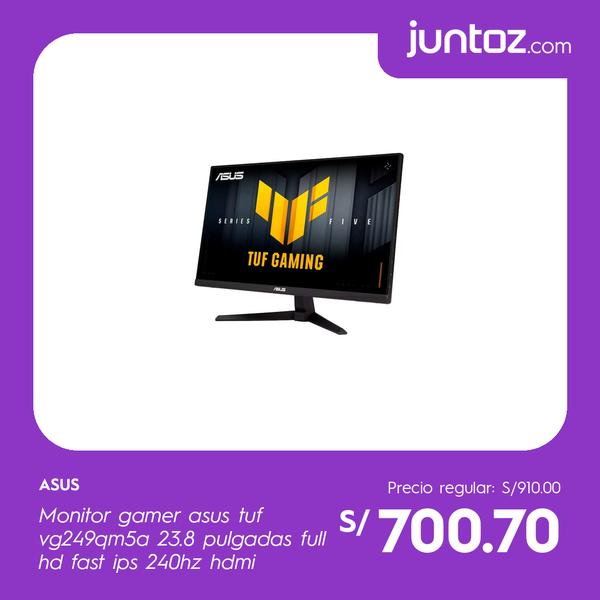 juntoz.com
ASUS
SERIES FIVE
TUF GAMING
ASUS
ASUS
Precio regular: S/910.00
Monitor gamer asus tuf
vg249qm5a 23.8 pulgadas full
hd fast ips 240hz hdmi
S/ 700.70